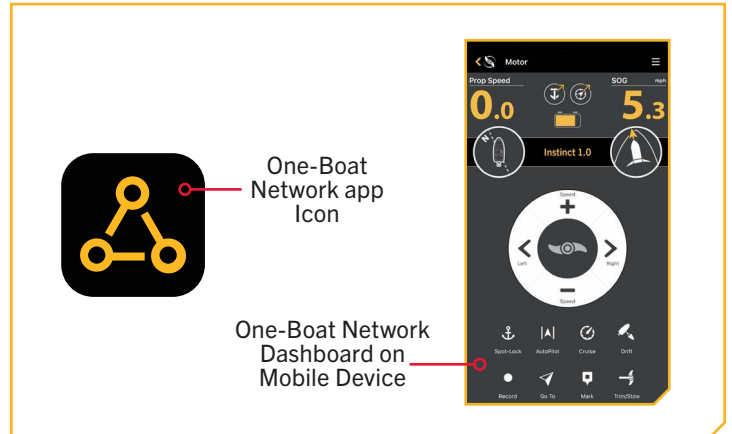 One-Boat
Network app
Icon
One-Boat Network
Dashboard on
Mobile Device
Motor
Prop Speed
SOG mph
0.0
5.3
N
Instinct 1.0
Speed
Left
Right
Speed
Spot-Lock AutoPilot Cruise Drift
Record Go To Mark Trim/Stow